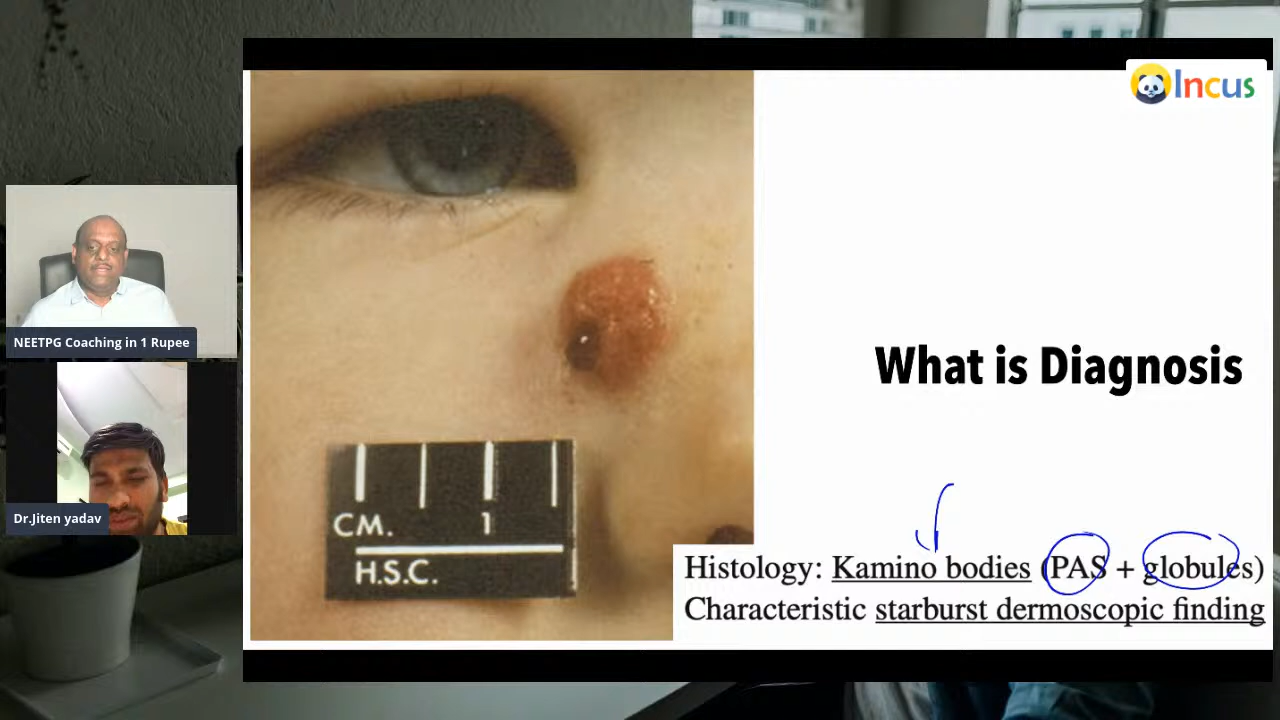 Incus
NEETPG Coaching in 1 Rupee
Dr.Jiten yadav
What is Diagnosis
CM. 1
H.S.C.
Histology: Kamino bodies (PAS + globules)
Characteristic starburst dermoscopic finding